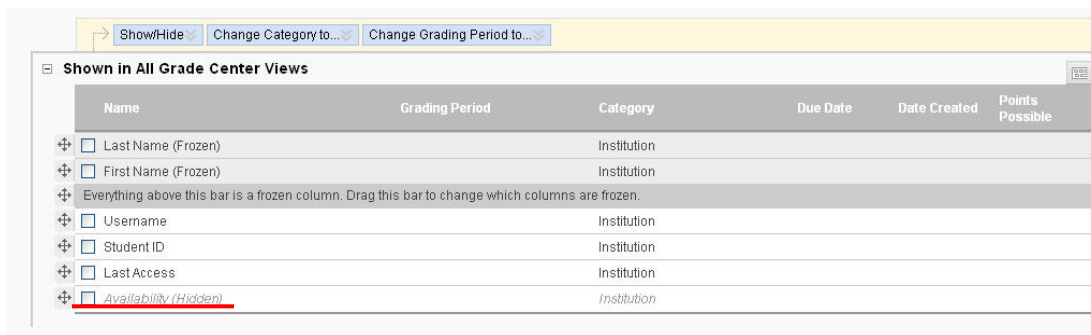 Show/Hide Change Category to... Change Grading Period to...
Shown in All Grade Center Views
Name Grading Period Category Due Date Date Created Points Possible
Last Name (Frozen) Institution
First Name (Frozen) Institution
Everything above this bar is a frozen column. Drag this bar to change which columns are frozen.
Username Institution
Student ID Institution
Last Access Institution
Availability (Hidden) Institution